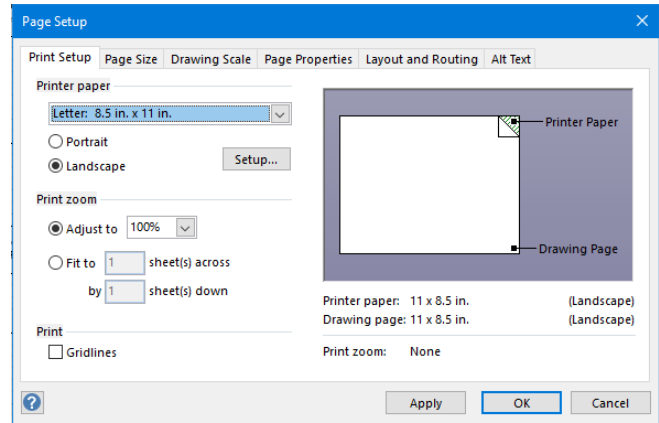 Page Setup
Print Setup Page Size Drawing Scale Page Properties Layout and Routing Alt Text
Printer paper
Letter: 8.5 in. x 11 in.
Portrait
Landscape
Setup...
Print zoom
Adjust to 100%
Fit to 1 sheet(s) across
by 1 sheet(s) down
Print
Gridlines
Printer Paper
Drawing Page
Printer paper: 11 x 8.5 in. (Landscape)
Drawing page: 11 x 8.5 in. (Landscape)
Print zoom: None
? Apply OK Cancel